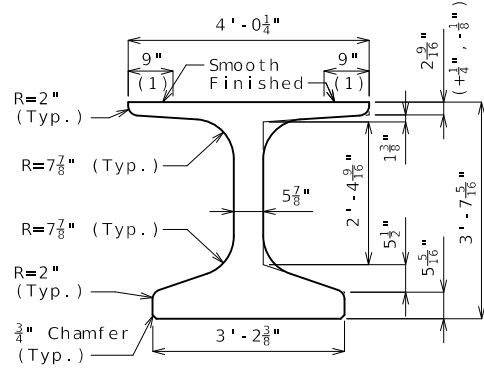 4'-0¼"
9"
(1)
Smooth
Finished
9"
(1)
2 9/16"
(+¼", -⅛")
R=2"
(Typ.)
R=7⅞" (Typ.)
1⅜"
5⅞"
2'-4 9/16"
3'-7 5/16"
R=7⅞" (Typ.)
5½"
5 5/16"
R=2"
(Typ.)
¾" Chamfer
(Typ.)
3'-2⅜"